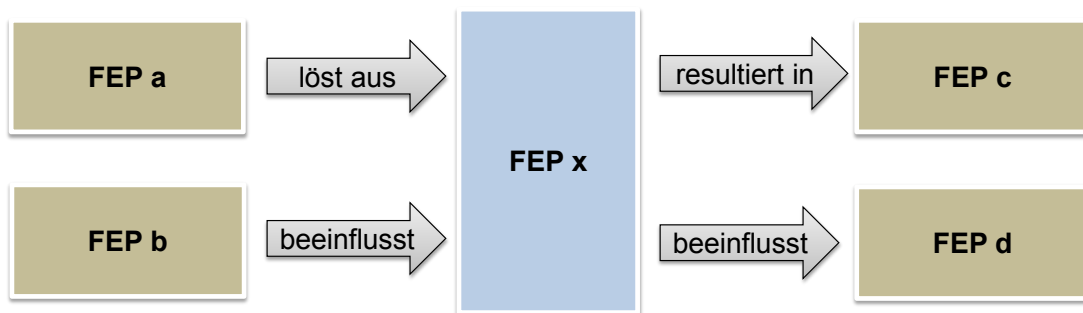 FEP a
löst aus
resultiert in
FEP c
FEP x
FEP b
beeinflusst
beeinflusst
FEP d